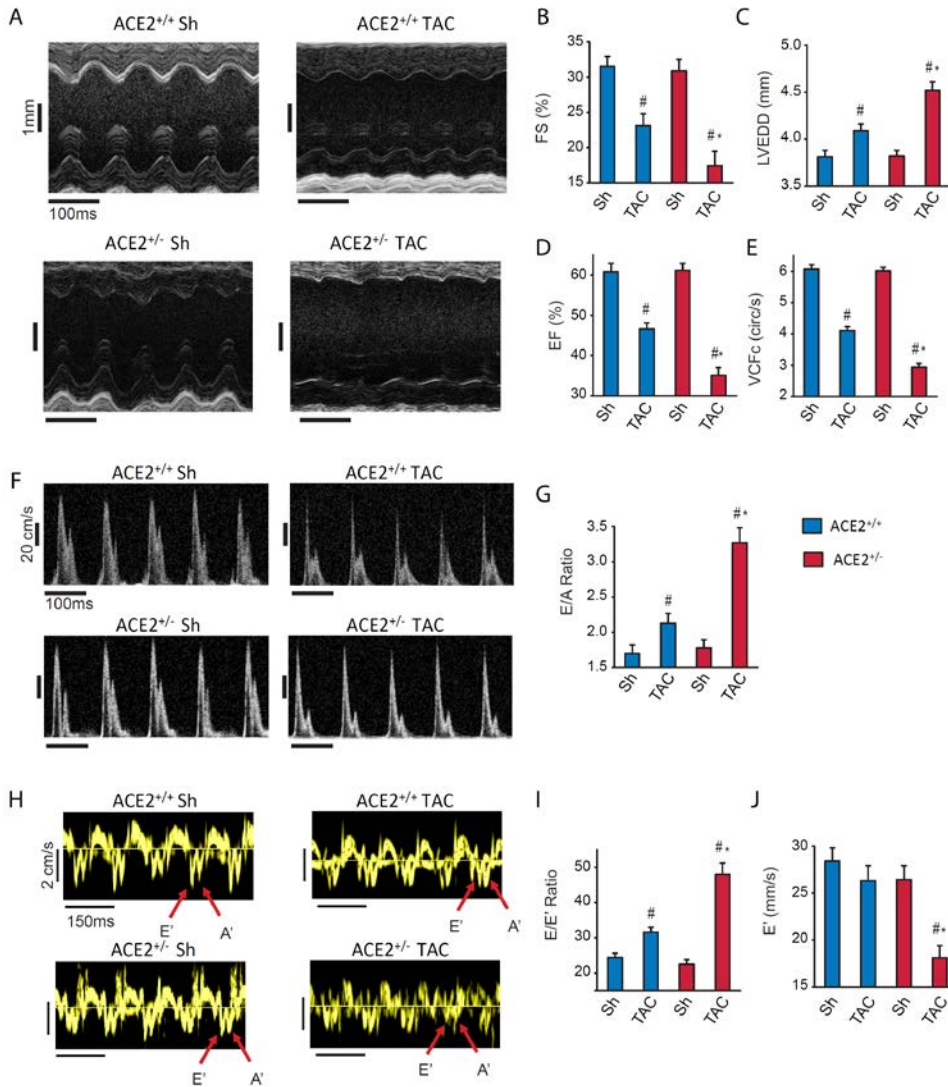 A
ACE2+/+ Sh
ACE2+/+ TAC
1mm
100ms
ACE2+/- Sh
ACE2+/- TAC
B
FS (%)
35
30
25
20
15
Sh
TAC
Sh
TAC
#
#*
C
LVEDD (mm)
5.0
4.5
4.0
3.5
Sh
TAC
Sh
TAC
#
#*
D
EF (%)
60
50
40
30
Sh
TAC
Sh
TAC
#
#*
E
VCFc (circ/s)
6
5
4
3
2
Sh
TAC
Sh
TAC
#
#*
F
ACE2+/+ Sh
ACE2+/+ TAC
20 cm/s
100ms
ACE2+/- Sh
ACE2+/- TAC
G
E/A Ratio
3.5
3.0
2.5
2.0
1.5
Sh
TAC
Sh
TAC
#
#*
ACE2+/+
ACE2+/-
H
ACE2+/+ Sh
ACE2+/+ TAC
2 cm/s
150ms
E'
A'
E'
A'
ACE2+/- Sh
ACE2+/- TAC
E'
A'
E'
A'
I
E/E' Ratio
50
40
30
20
Sh
TAC
Sh
TAC
#
#*
J
E' (mm/s)
30
25
20
15
Sh
TAC
Sh
TAC
#*